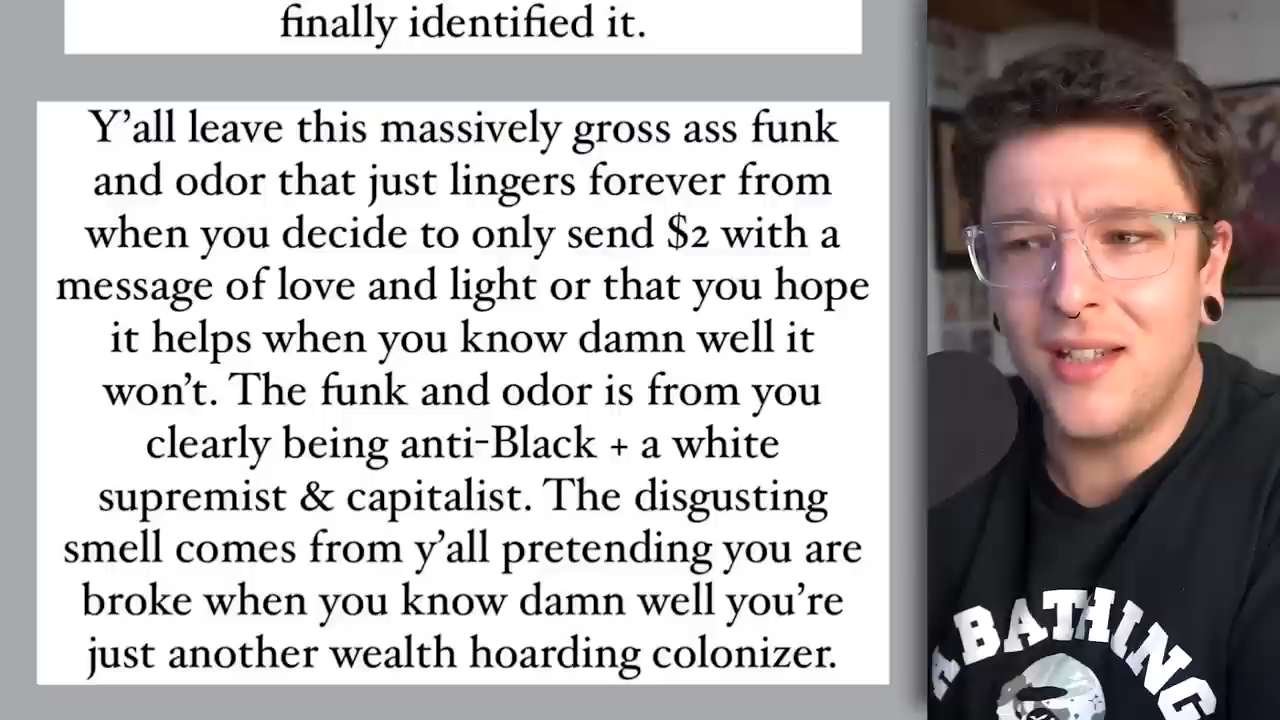 finally identified it.
Y'all leave this massively gross ass funk
and odor that just lingers forever from
when you decide to only send $2 with a
message of love and light or that you hope
it helps when you know damn well it
won't. The funk and odor is from you
clearly being anti-Black + a white
supremist & capitalist. The disgusting
smell comes from y'all pretending you are
broke when you know damn well you're
just another wealth hoarding colonizer.
BATHING